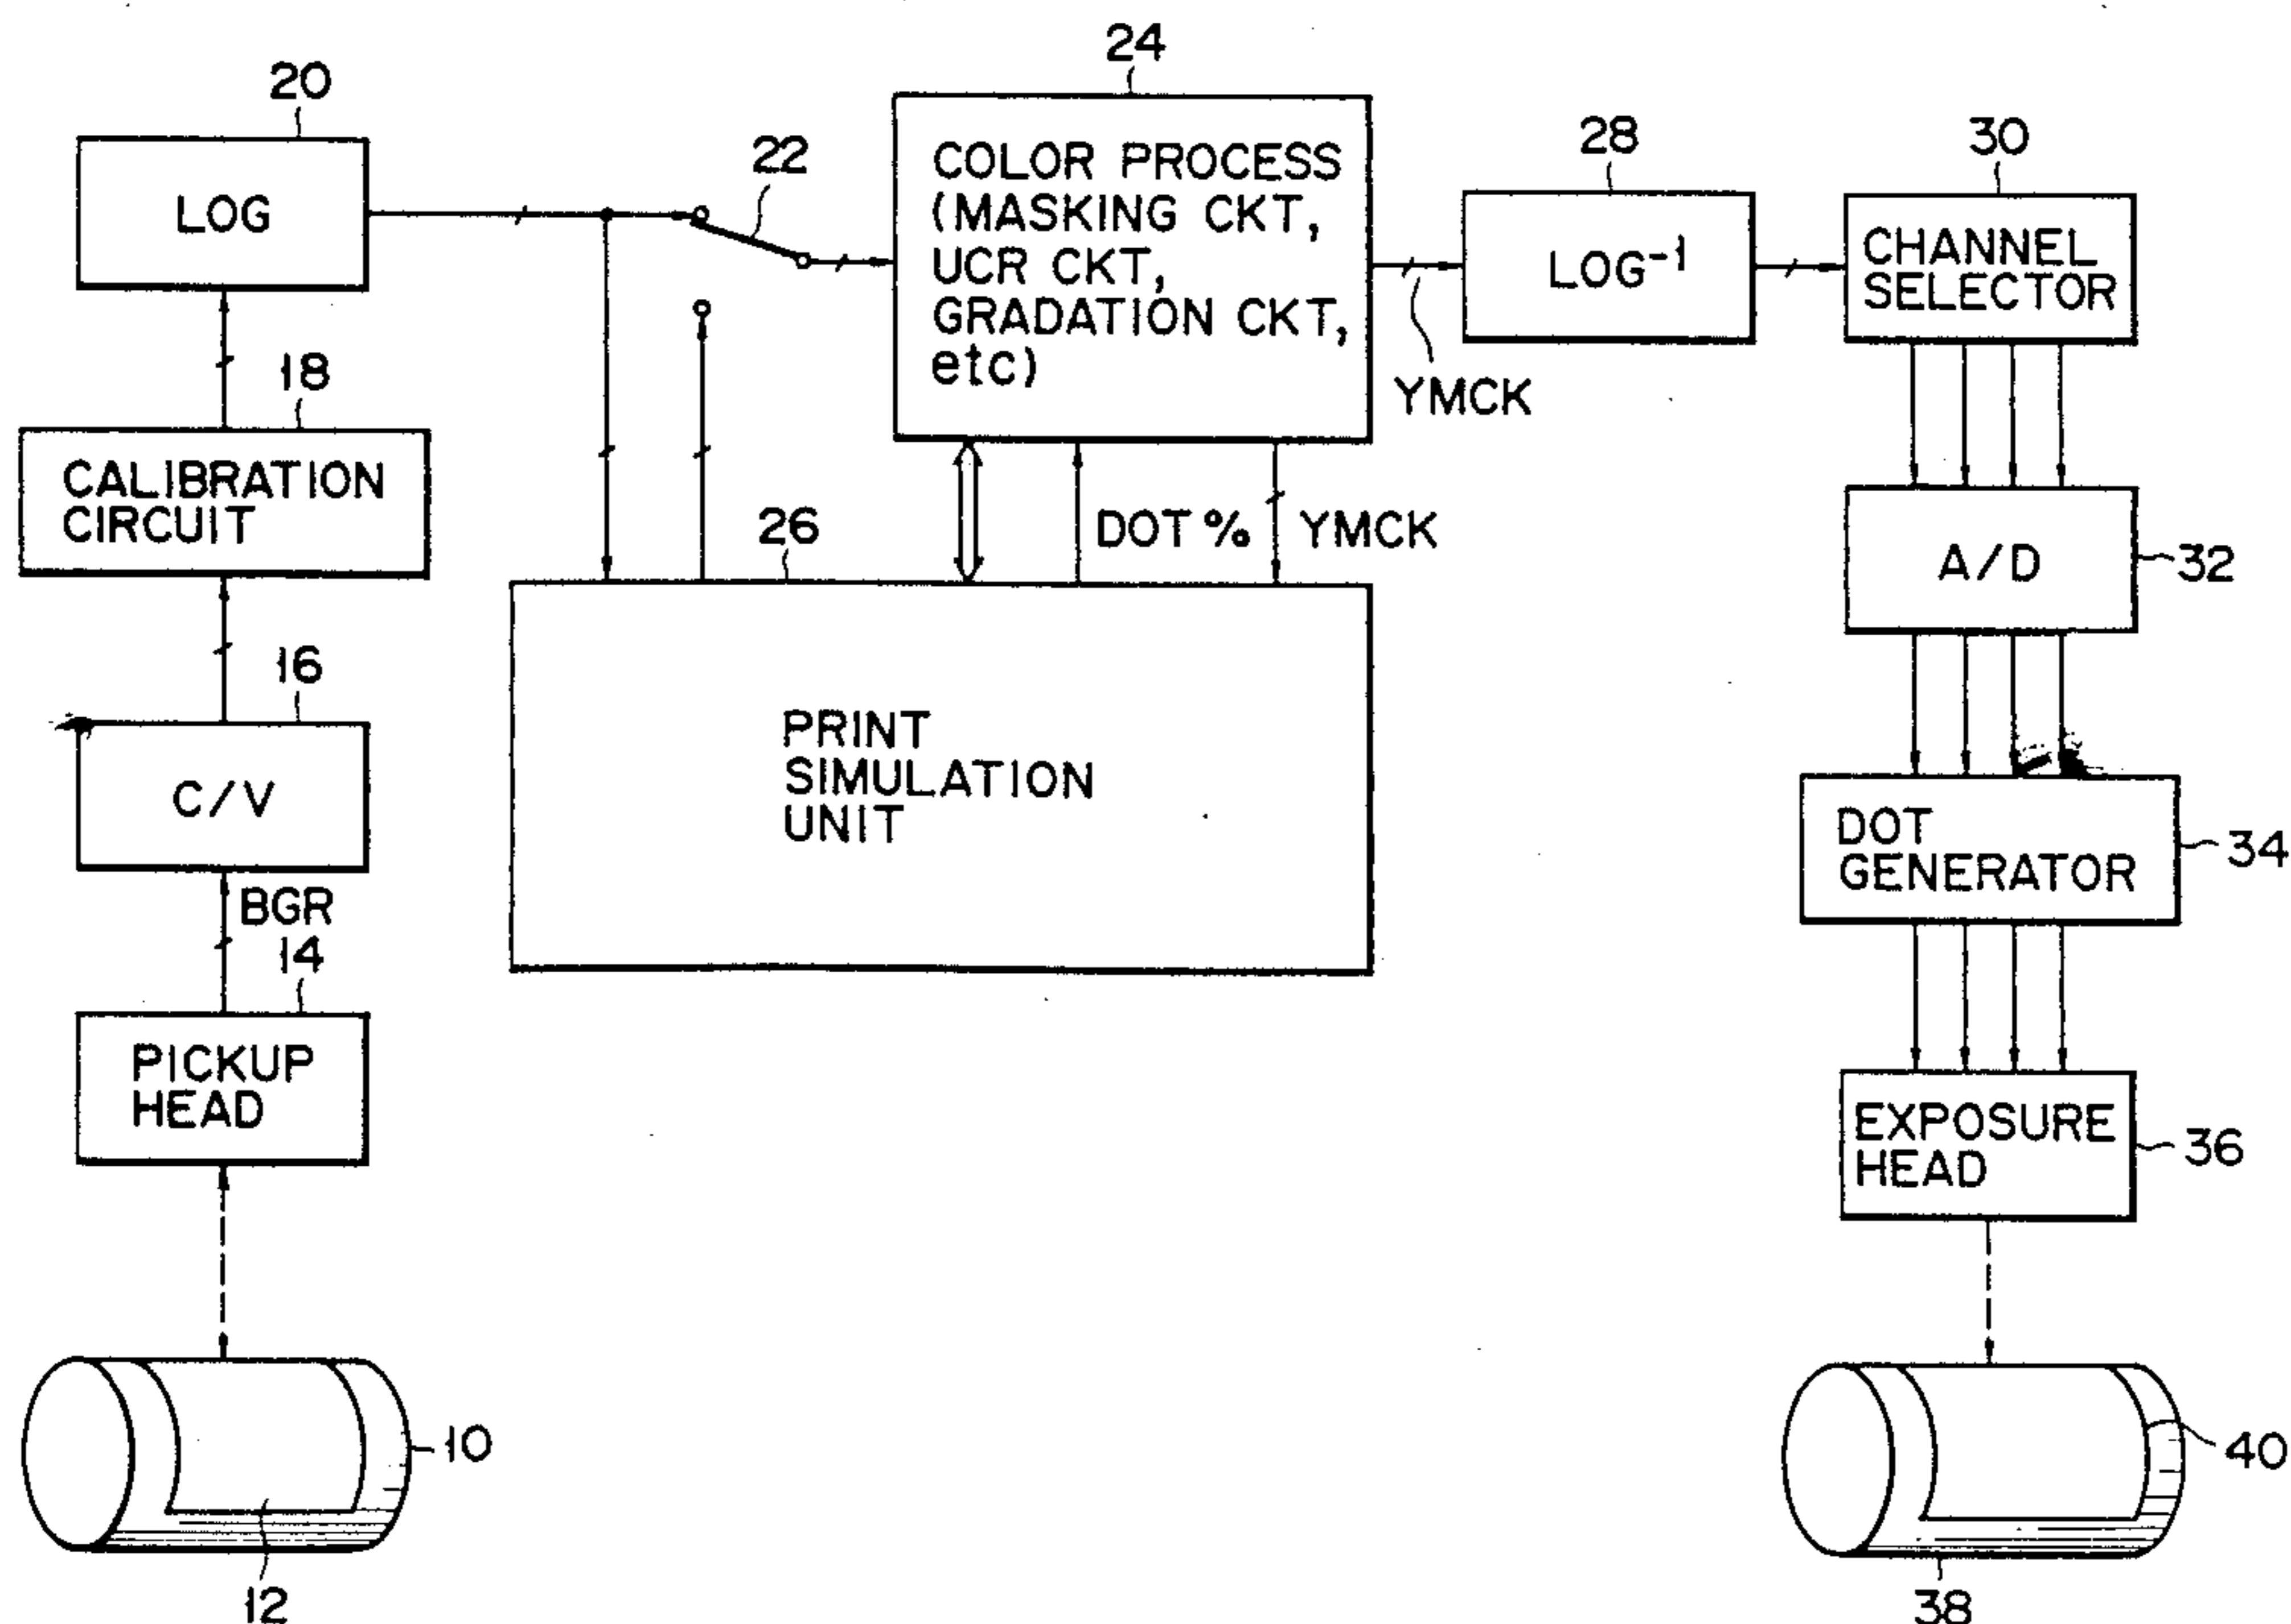 24
20
28
30
22
LOG
COLOR PROCESS
(MASKING CKT,
UCR CKT,
GRADATION CKT,
etc)
LOG⁻¹
CHANNEL
SELECTOR
YMCK
18
CALIBRATION
CIRCUIT
26
DOT %
YMCK
A/D
32
16
C/V
PRINT
SIMULATION
UNIT
DOT
GENERATOR
34
BGR
14
PICKUP
HEAD
EXPOSURE
HEAD
36
10
12
40
38